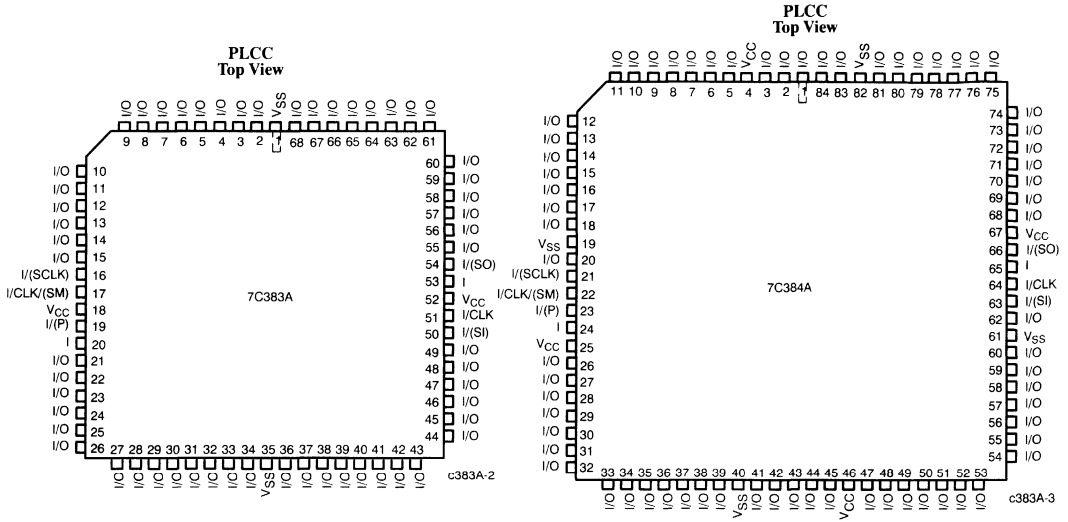 PLCC
Top View
I/O I/O I/O I/O I/O I/O I/O I/O VSS I/O I/O I/O I/O I/O I/O I/O I/O
9 8 7 6 5 4 3 2 1 68 67 66 65 64 63 62 61
I/O 10
I/O 11
I/O 12
I/O 13
I/O 14
I/O 15
I/(SCLK) 16
I/CLK/(SM) 17
VCC 18
I/(P) 19
I 20
I/O 21
I/O 22
I/O 23
I/O 24
I/O 25
I/O 26
7C383A
60 I/O
59 I/O
58 I/O
57 I/O
56 I/O
55 I/O
54 I/(SO)
53 I
52 VCC
51 I/CLK
50 I/(SI)
49 I/O
48 I/O
47 I/O
46 I/O
45 I/O
44 I/O
27 28 29 30 31 32 33 34 35 36 37 38 39 40 41 42 43
I/O I/O I/O I/O I/O I/O I/O I/O VSS I/O I/O I/O I/O I/O I/O I/O I/O
c383A-2
PLCC
Top View
I/O I/O I/O I/O I/O I/O I/O VCC I/O I/O I/O I/O I/O VSS I/O I/O I/O I/O I/O I/O I/O
11 10 9 8 7 6 5 4 3 2 1 84 83 82 81 80 79 78 77 76 75
I/O 12
I/O 13
I/O 14
I/O 15
I/O 16
I/O 17
I/O 18
VSS 19
I/O 20
I/(SCLK) 21
I/CLK/(SM) 22
I/(P) 23
I 24
VCC 25
I/O 26
I/O 27
I/O 28
I/O 29
I/O 30
I/O 31
I/O 32
7C384A
74 I/O
73 I/O
72 I/O
71 I/O
70 I/O
69 I/O
68 I/O
67 VCC
66 I/(SO)
65 I
64 I/CLK
63 I/(SI)
62 I/O
61 VSS
60 I/O
59 I/O
58 I/O
57 I/O
56 I/O
55 I/O
54 I/O
33 34 35 36 37 38 39 40 41 42 43 44 45 46 47 48 49 50 51 52 53
I/O I/O I/O I/O I/O I/O I/O VSS I/O I/O I/O I/O I/O VCC I/O I/O I/O I/O I/O I/O I/O
c383A-3